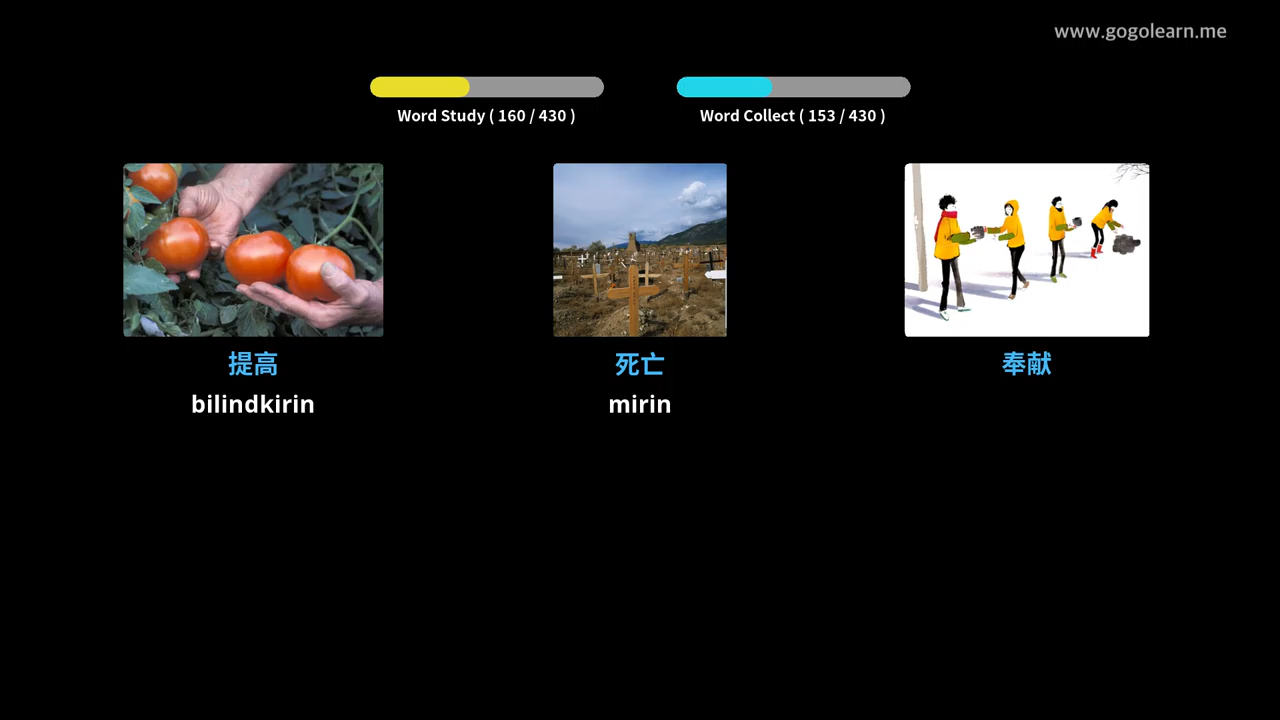 www.gogolearn.me
Word Study ( 160 / 430 )
Word Collect ( 153 / 430 )
提高
死亡
奉献
bilindkirin
mirin